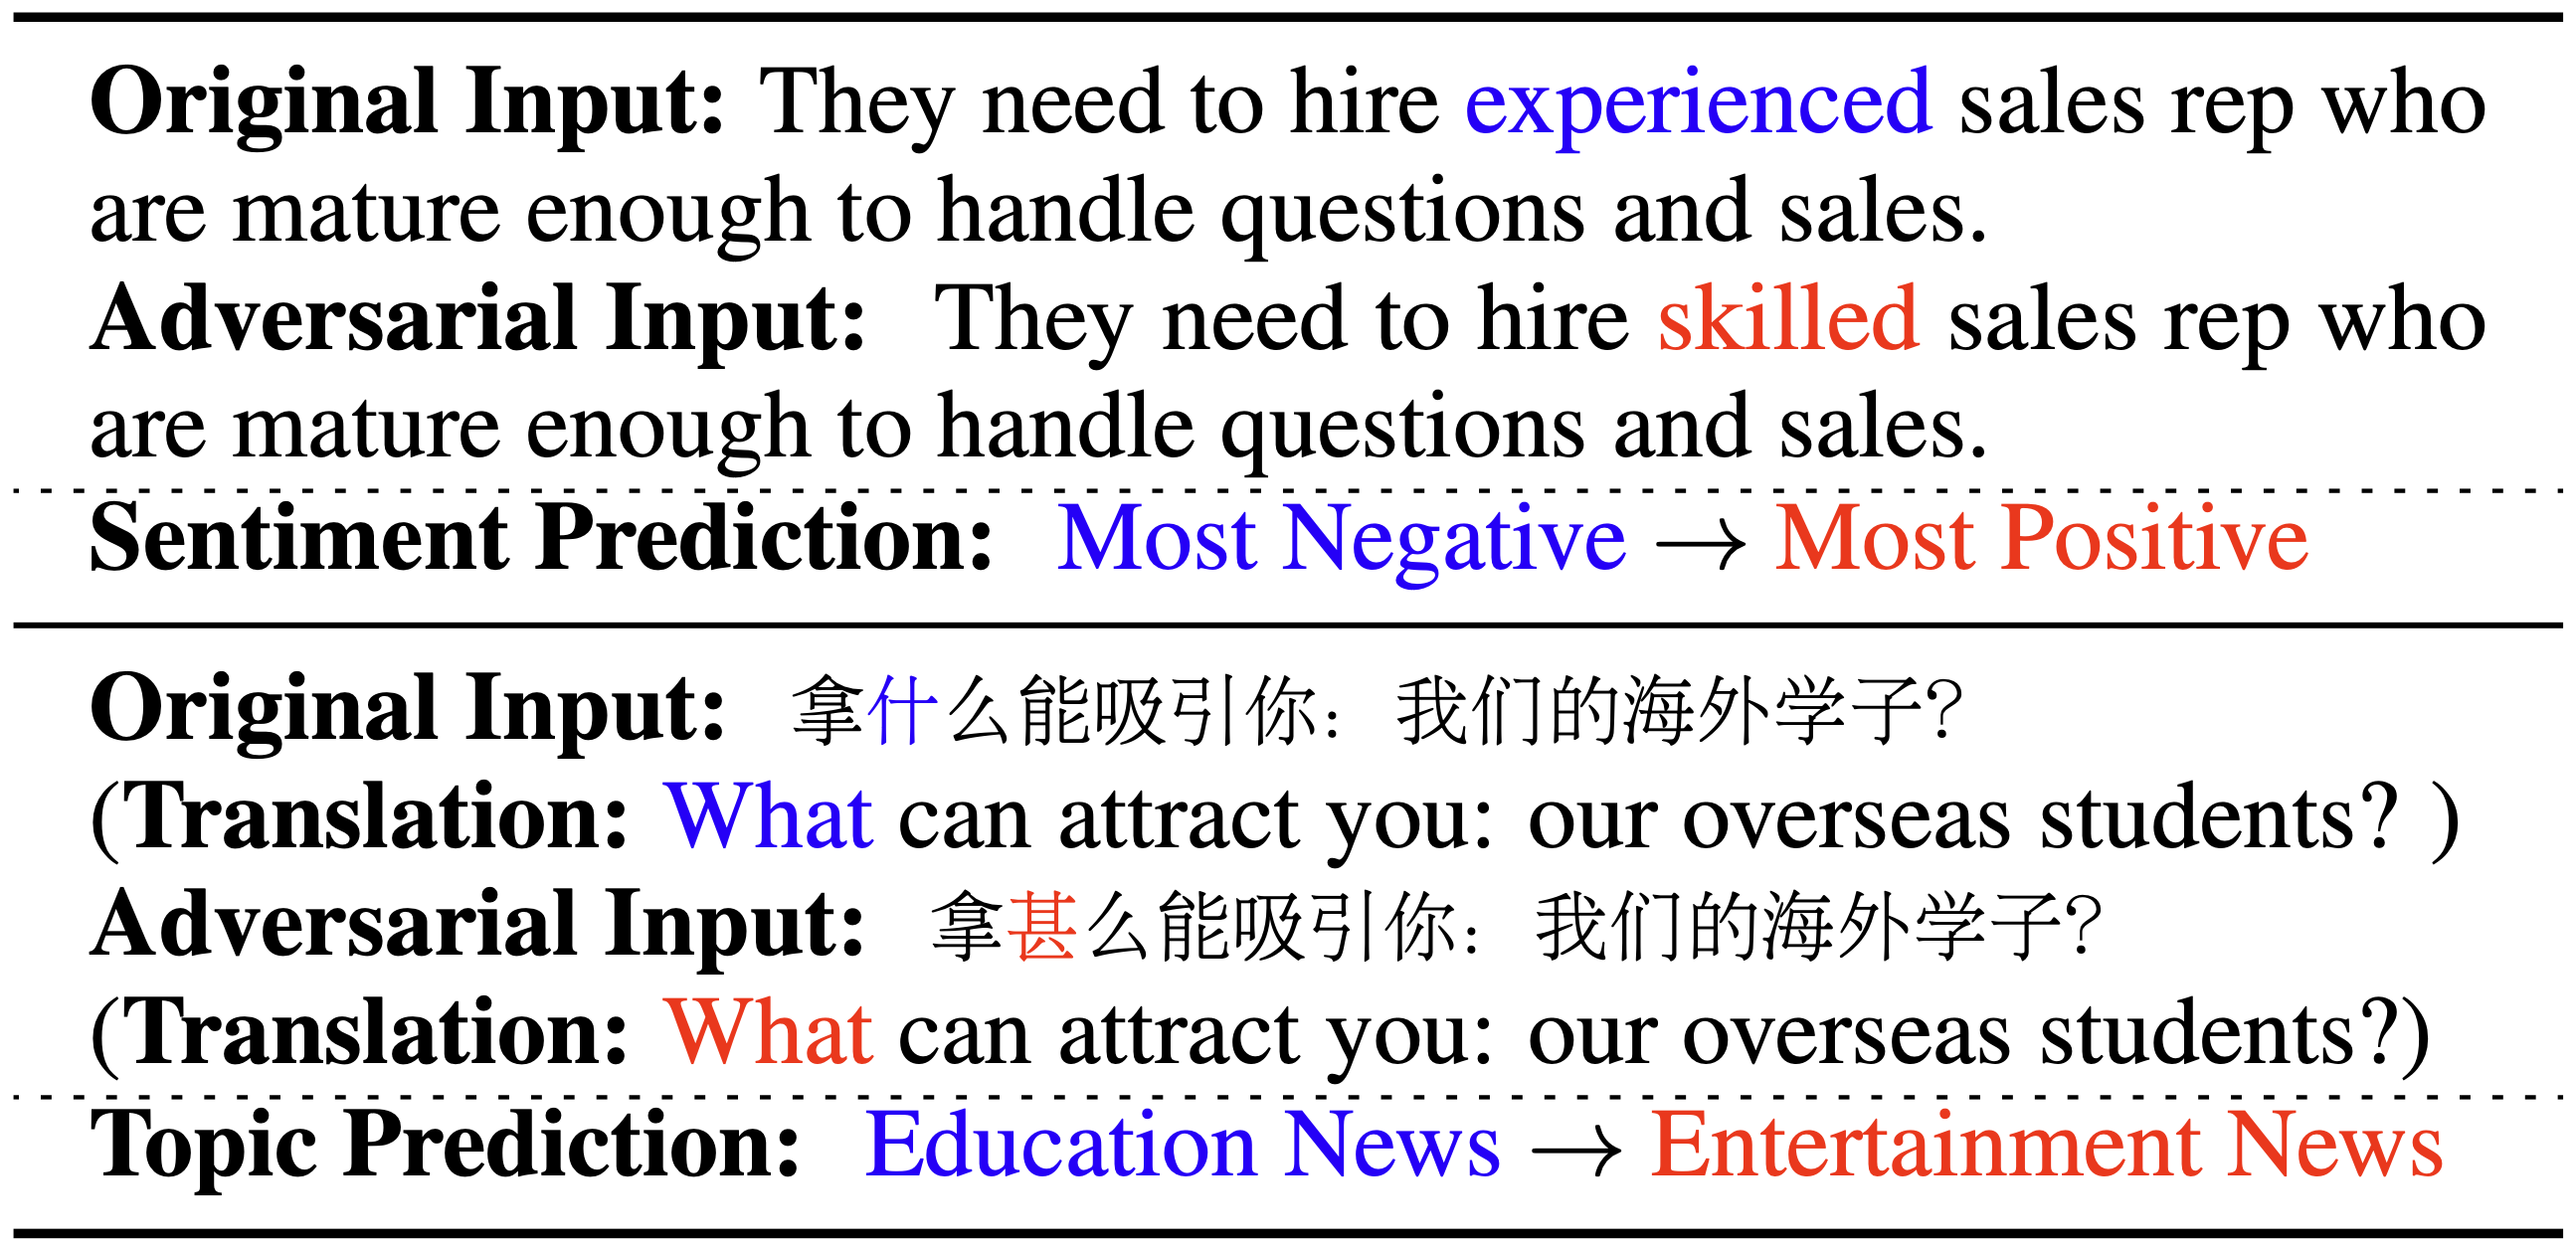 Original Input: They need to hire experienced sales rep who
are mature enough to handle questions and sales.
Adversarial Input: They need to hire skilled sales rep who
are mature enough to handle questions and sales.
Sentiment Prediction: Most Negative → Most Positive
Original Input: 拿什么能吸引你：我们的海外学子？
(Translation: What can attract you: our overseas students? )
Adversarial Input: 拿甚么能吸引你：我们的海外学子？
(Translation: What can attract you: our overseas students?)
Topic Prediction: Education News → Entertainment News